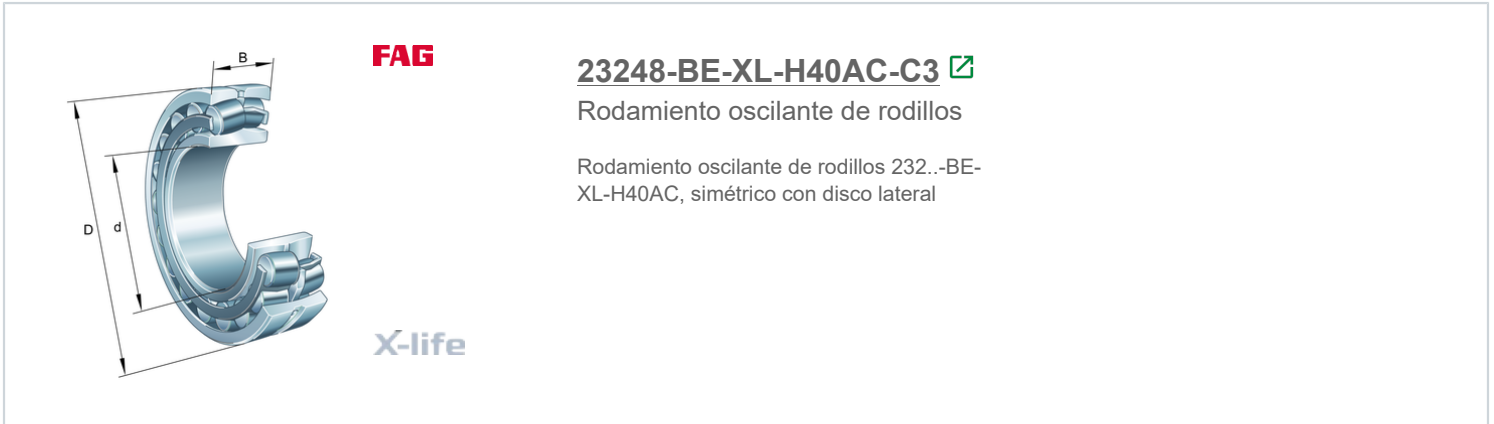 B
FAG
23248-BE-XL-H40AC-C3
Rodamiento oscilante de rodillos
Rodamiento oscilante de rodillos 232..-BE-
XL-H40AC, simétrico con disco lateral
D
d
X-life